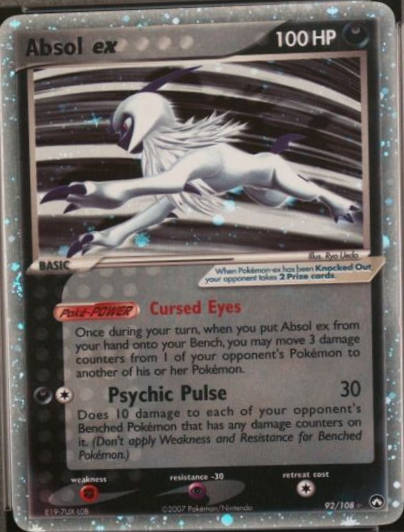 Absol ex 100 HP
Illus. Ryo Ueda
BASIC
When Pokémon-ex has been Knocked Out,
your opponent takes 2 Prize cards.
Poké-POWER Cursed Eyes
Once during your turn, when you put Absol ex from
your hand onto your Bench, you may move 3 damage
counters from 1 of your opponent's Pokémon to
another of his or her Pokémon.
Psychic Pulse 30
Does 10 damage to each of your opponent's
Benched Pokémon that has any damage counters on
it. (Don't apply Weakness and Resistance for Benched
Pokémon.)
weakness resistance -30 retreat cost
©2007 Pokémon/Nintendo 92/108